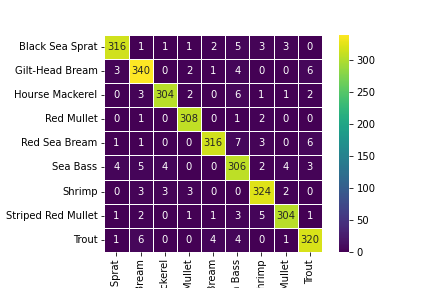 Black Sea Sprat 316 1 1 1 2 5 3 3 0
Gilt-Head Bream 3 340 0 2 1 4 0 0 6
Hourse Mackerel 0 3 304 2 0 6 1 1 2
Red Mullet 0 1 0 308 0 1 2 0 0
Red Sea Bream 1 1 0 0 316 7 3 0 6
Sea Bass 4 5 4 0 0 306 2 4 3
Shrimp 0 3 3 3 0 0 324 2 0
Striped Red Mullet 1 2 0 1 1 3 5 304 1
Trout 1 6 0 0 4 4 0 1 320
Sprat
Bream
Mullet
Bream
Bass
Mullet
Trout
300
250
200
150
100
50
0